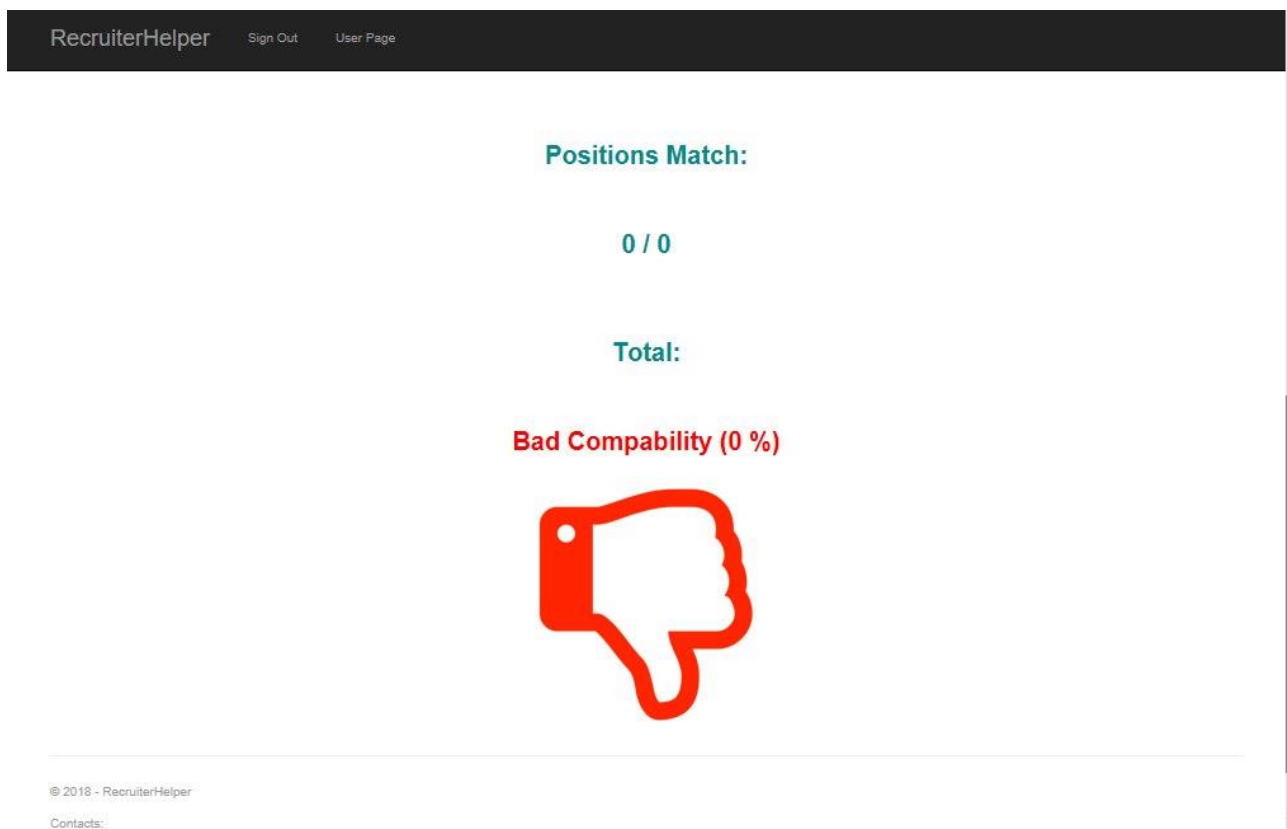 RecruiterHelper Sign Out User Page
Positions Match:
0 / 0
Total:
Bad Compability (0 %)
© 2018 - RecruiterHelper
Contacts: